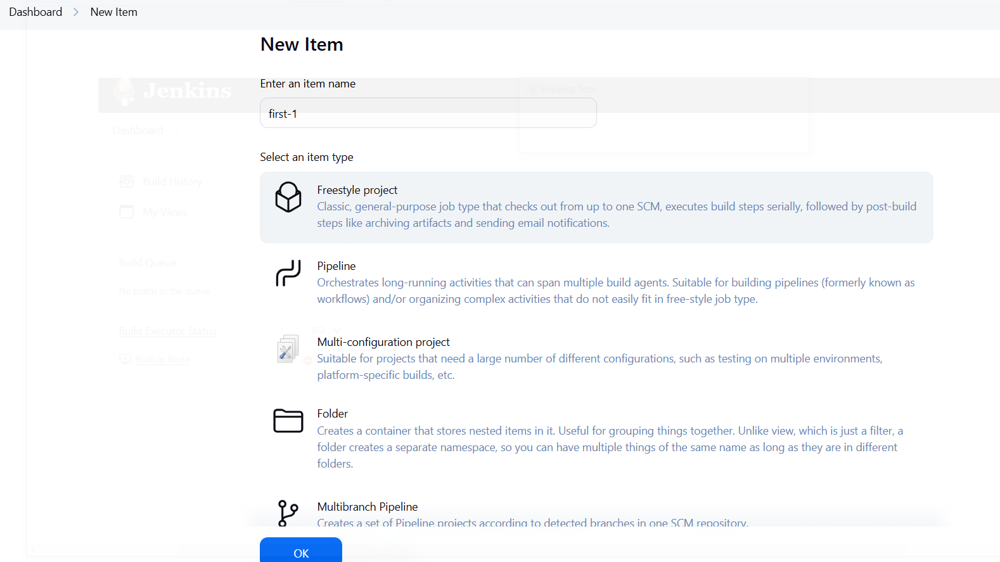 Dashboard > New Item
New Item
Enter an item name
Jenkins
Snipping Tool
first-1
Dashboard
Select an item type
Build History
My Views
Build Queue
No builds in the queue.
Build Executor Status
0/2
Built-In Node
Freestyle project
Classic, general-purpose job type that checks out from up to one SCM, executes build steps serially, followed by post-build
steps like archiving artifacts and sending email notifications.
Pipeline
Orchestrates long-running activities that can span multiple build agents. Suitable for building pipelines (formerly known as
workflows) and/or organizing complex activities that do not easily fit in free-style job type.
Multi-configuration project
Suitable for projects that need a large number of different configurations, such as testing on multiple environments,
platform-specific builds, etc.
Folder
Creates a container that stores nested items in it. Useful for grouping things together. Unlike view, which is just a filter, a
folder creates a separate namespace, so you can have multiple things of the same name as long as they are in different
folders.
Multibranch Pipeline
Creates a set of Pipeline projects according to detected branches in one SCM repository.
OK